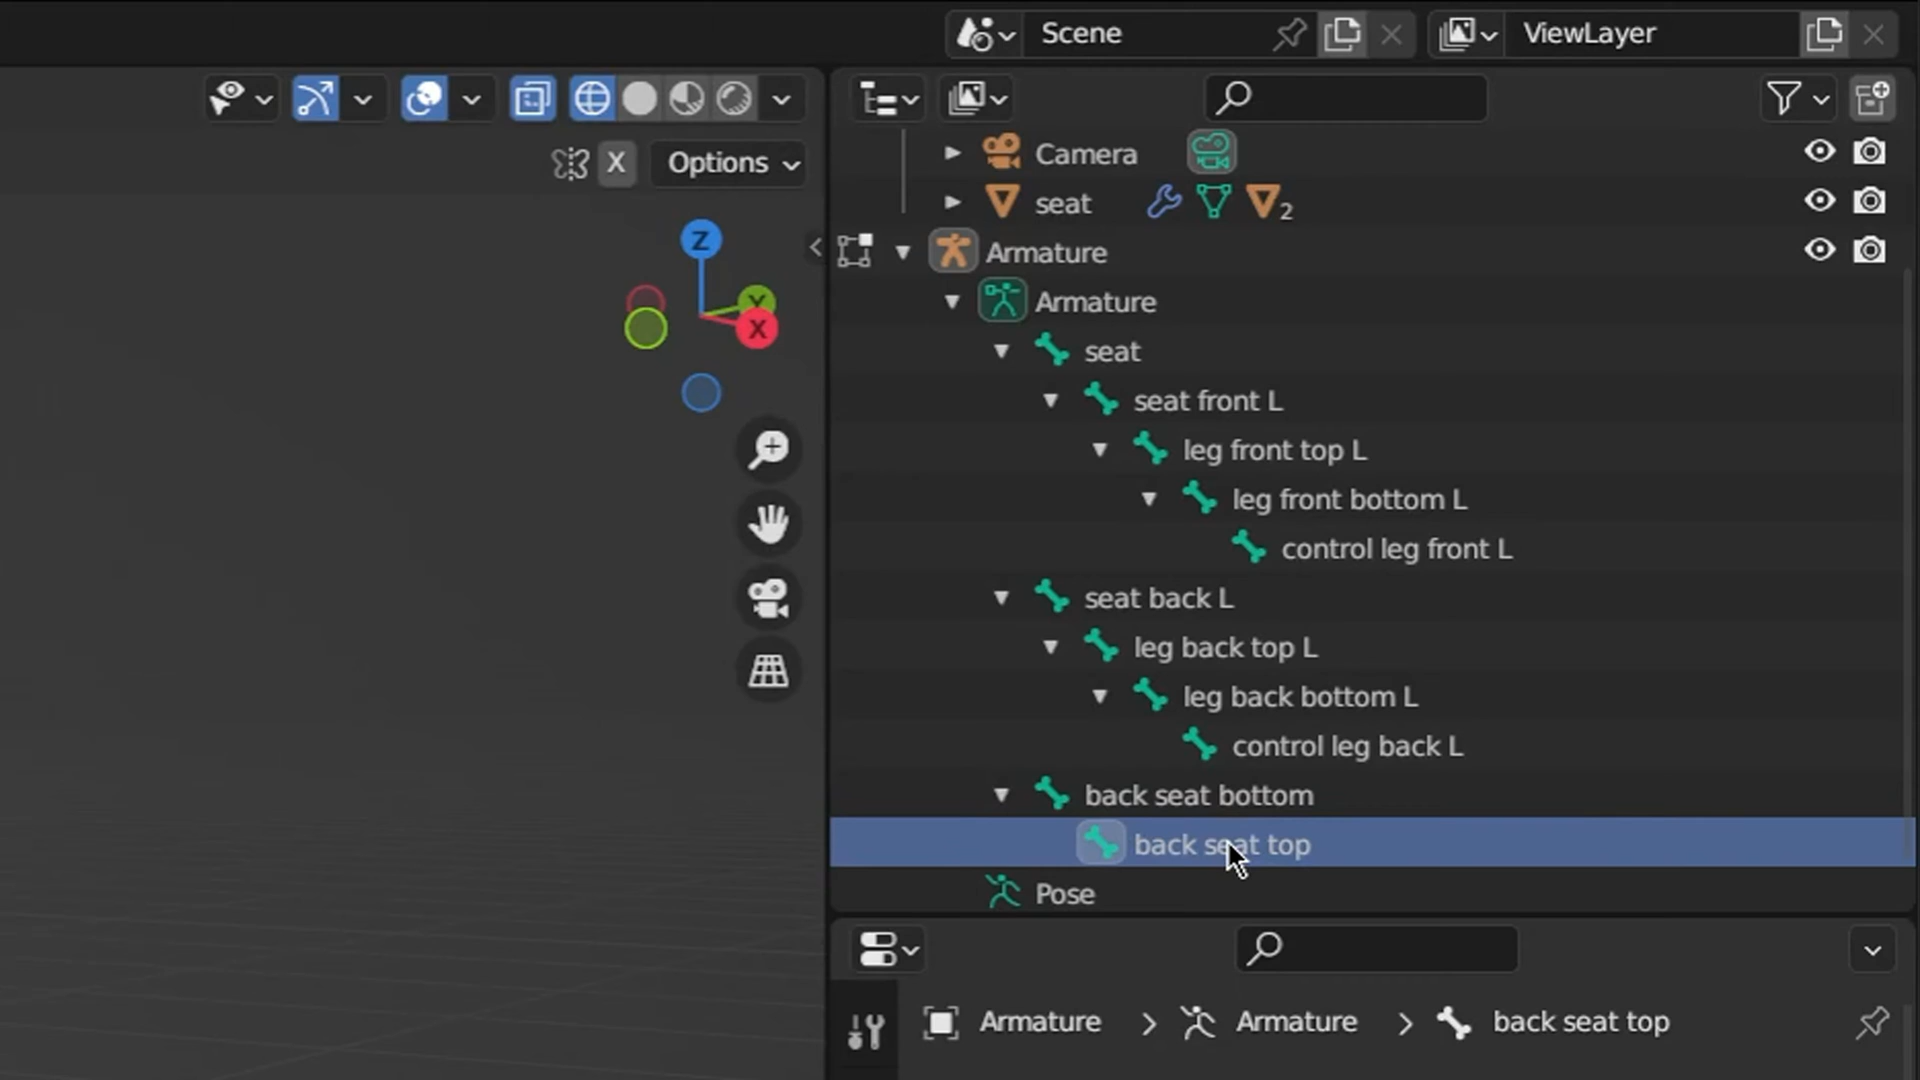 Scene
ViewLayer
X
Options
Z
Y
X
Camera
seat
2
Armature
Armature
seat
seat front L
leg front top L
leg front bottom L
control leg front L
seat back L
leg back top L
leg back bottom L
control leg back L
back seat bottom
back seat top
Pose
Armature > Armature > back seat top